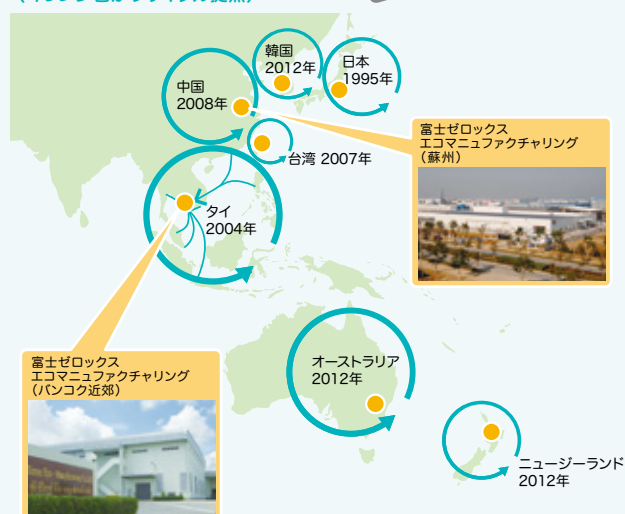 韓国
2012年
日本
1995年
中国
2008年
富士ゼロックス
エコマニュファクチャリング
(蘇州)
台湾 2007年
タイ
2004年
オーストラリア
2012年
富士ゼロックス
エコマニュファクチャリング
(バンコク近郊)
ニュージーランド
2012年